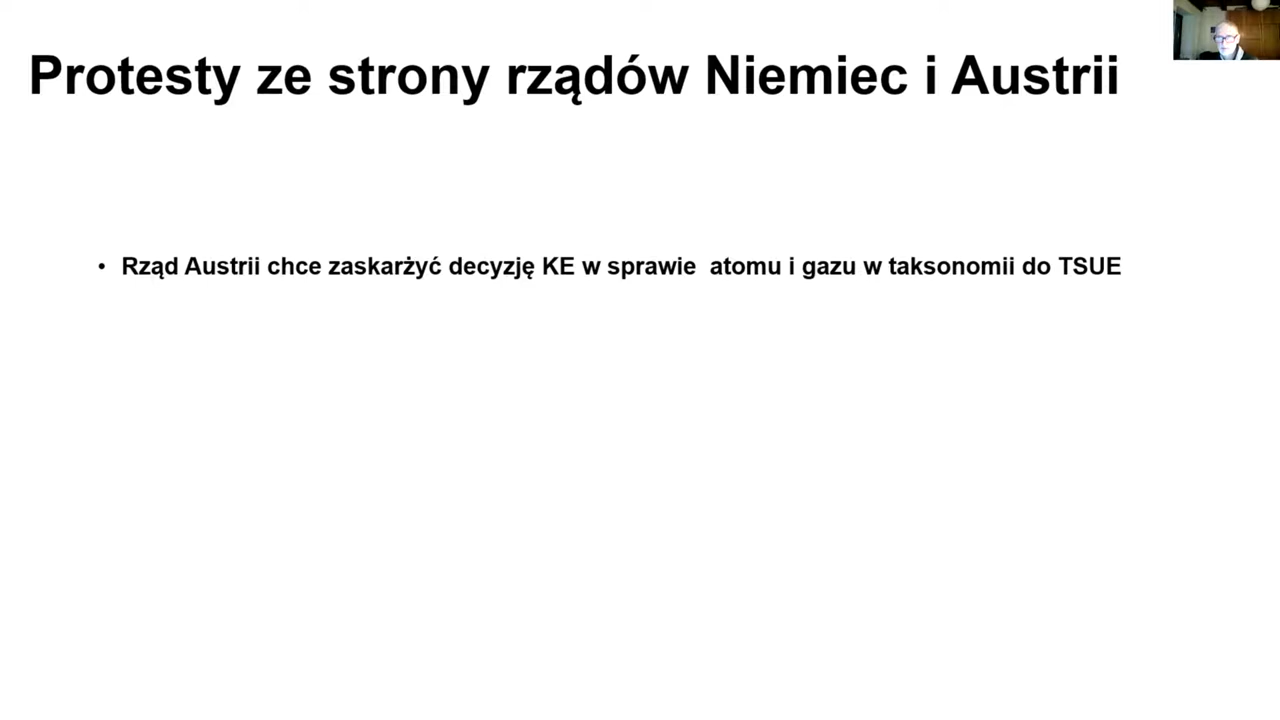 Protesty ze strony rządów Niemiec i Austrii
• Rząd Austrii chce zaskarżyć decyzję KE w sprawie atomu i gazu w taksonomii do TSUE